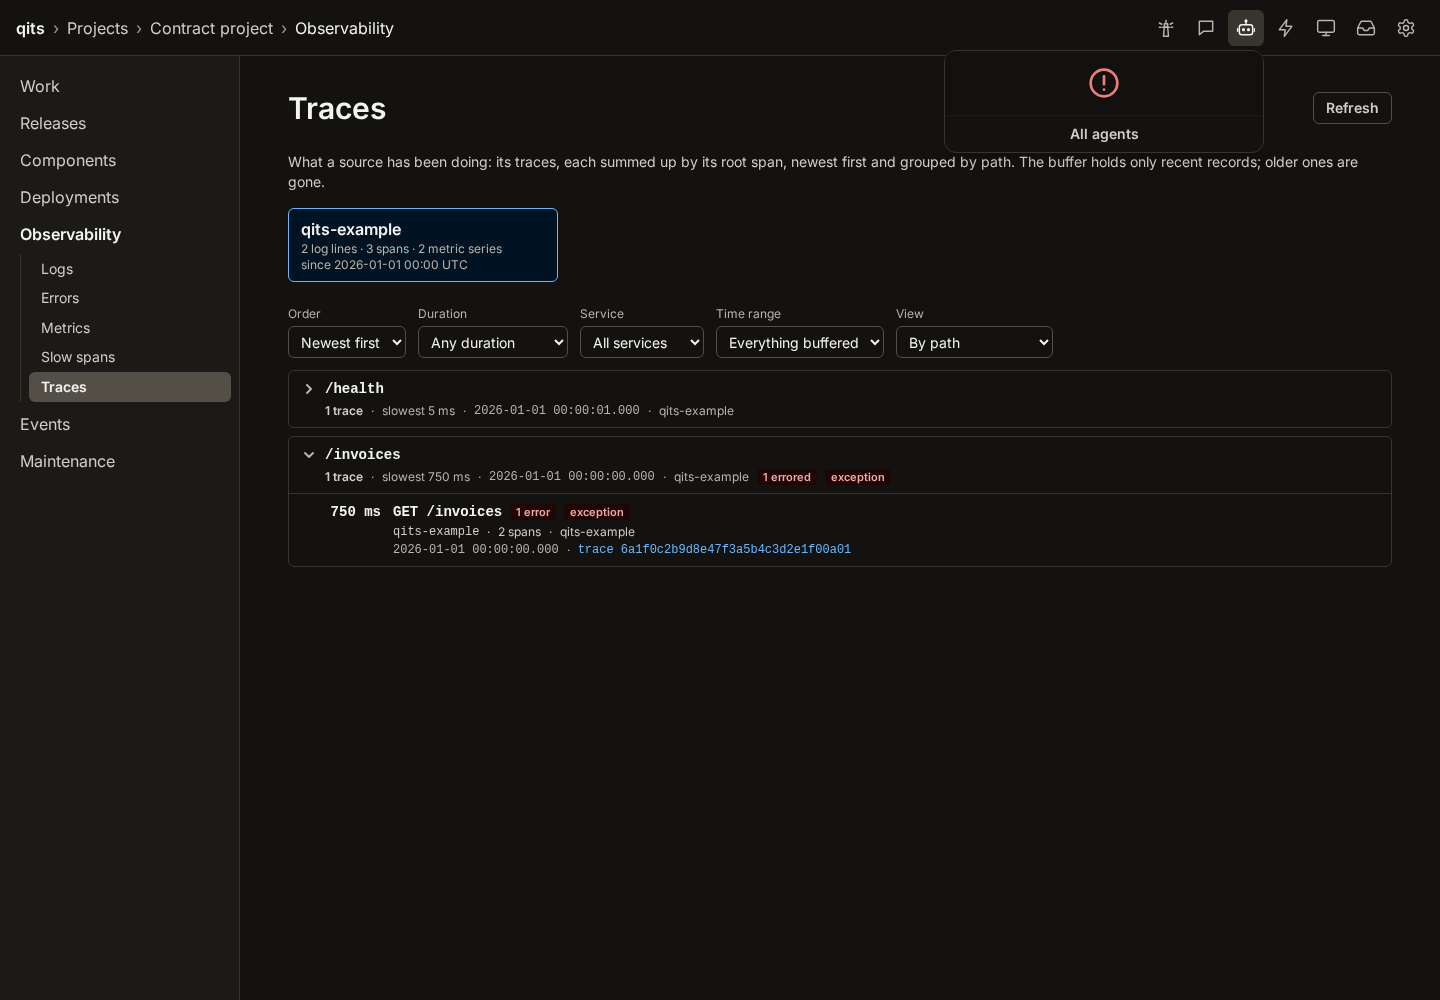 qits › Projects › Contract project › Observability
All agents
Work
Releases
Components
Deployments
Observability
Logs
Errors
Metrics
Slow spans
Traces
Events
Maintenance
Traces
Refresh
What a source has been doing: its traces, each summed up by its root span, newest first and grouped by path. The buffer holds only recent records; older ones are
gone.
qits-example
2 log lines · 3 spans · 2 metric series
since 2026-01-01 00:00 UTC
Order Duration Service Time range View
Newest first Any duration All services Everything buffered By path
/health
1 trace · slowest 5 ms · 2026-01-01 00:00:01.000 · qits-example
/invoices
1 trace · slowest 750 ms · 2026-01-01 00:00:00.000 · qits-example 1 errored exception
750 ms GET /invoices 1 error exception
qits-example · 2 spans · qits-example
2026-01-01 00:00:00.000 · trace 6a1f0c2b9d8e47f3a5b4c3d2e1f00a01